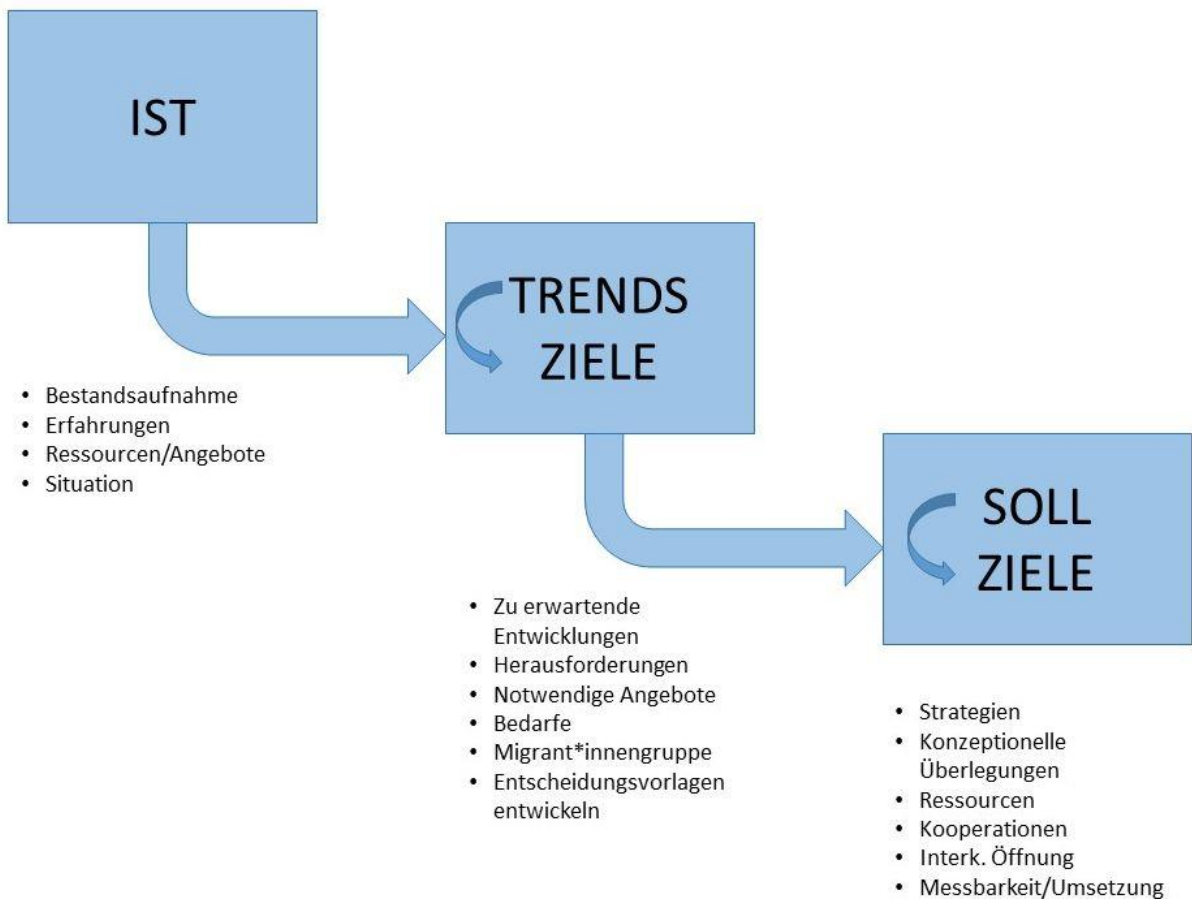 IST
• Bestandsaufnahme
• Erfahrungen
• Ressourcen/Angebote
• Situation
TRENDS
ZIELE
• Zu erwartende
Entwicklungen
• Herausforderungen
• Notwendige Angebote
• Bedarfe
• Migrant*innengruppe
• Entscheidungsvorlagen
entwickeln
SOLL
ZIELE
• Strategien
• Konzeptionelle
Überlegungen
• Ressourcen
• Kooperationen
• Interk. Öffnung
• Messbarkeit/Umsetzung